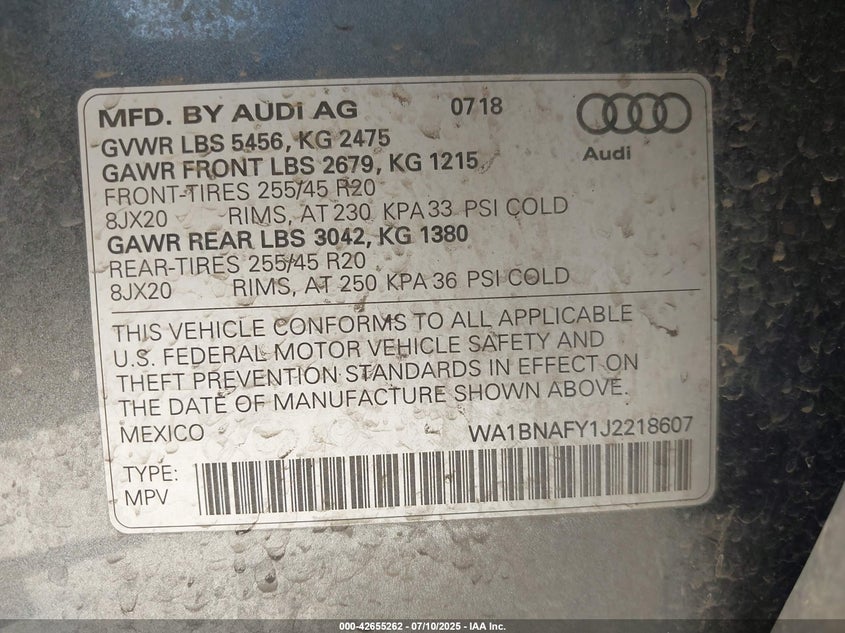 MFD. BY AUDI AG 0718
Audi
GVWR LBS 5456, KG 2475
GAWR FRONT LBS 2679, KG 1215
FRONT-TIRES 255/45 R20
8JX20 RIMS, AT 230 KPA 33 PSI COLD
GAWR REAR LBS 3042, KG 1380
REAR-TIRES 255/45 R20
8JX20 RIMS, AT 250 KPA 36 PSI COLD
THIS VEHICLE CONFORMS TO ALL APPLICABLE
U.S. FEDERAL MOTOR VEHICLE SAFETY AND
THEFT PREVENTION STANDARDS IN EFFECT ON
THE DATE OF MANUFACTURE SHOWN ABOVE.
MEXICO WA1BNAFY1J2218607
TYPE:
MPV
000-42655262 - 07/10/2025 - IAA Inc.